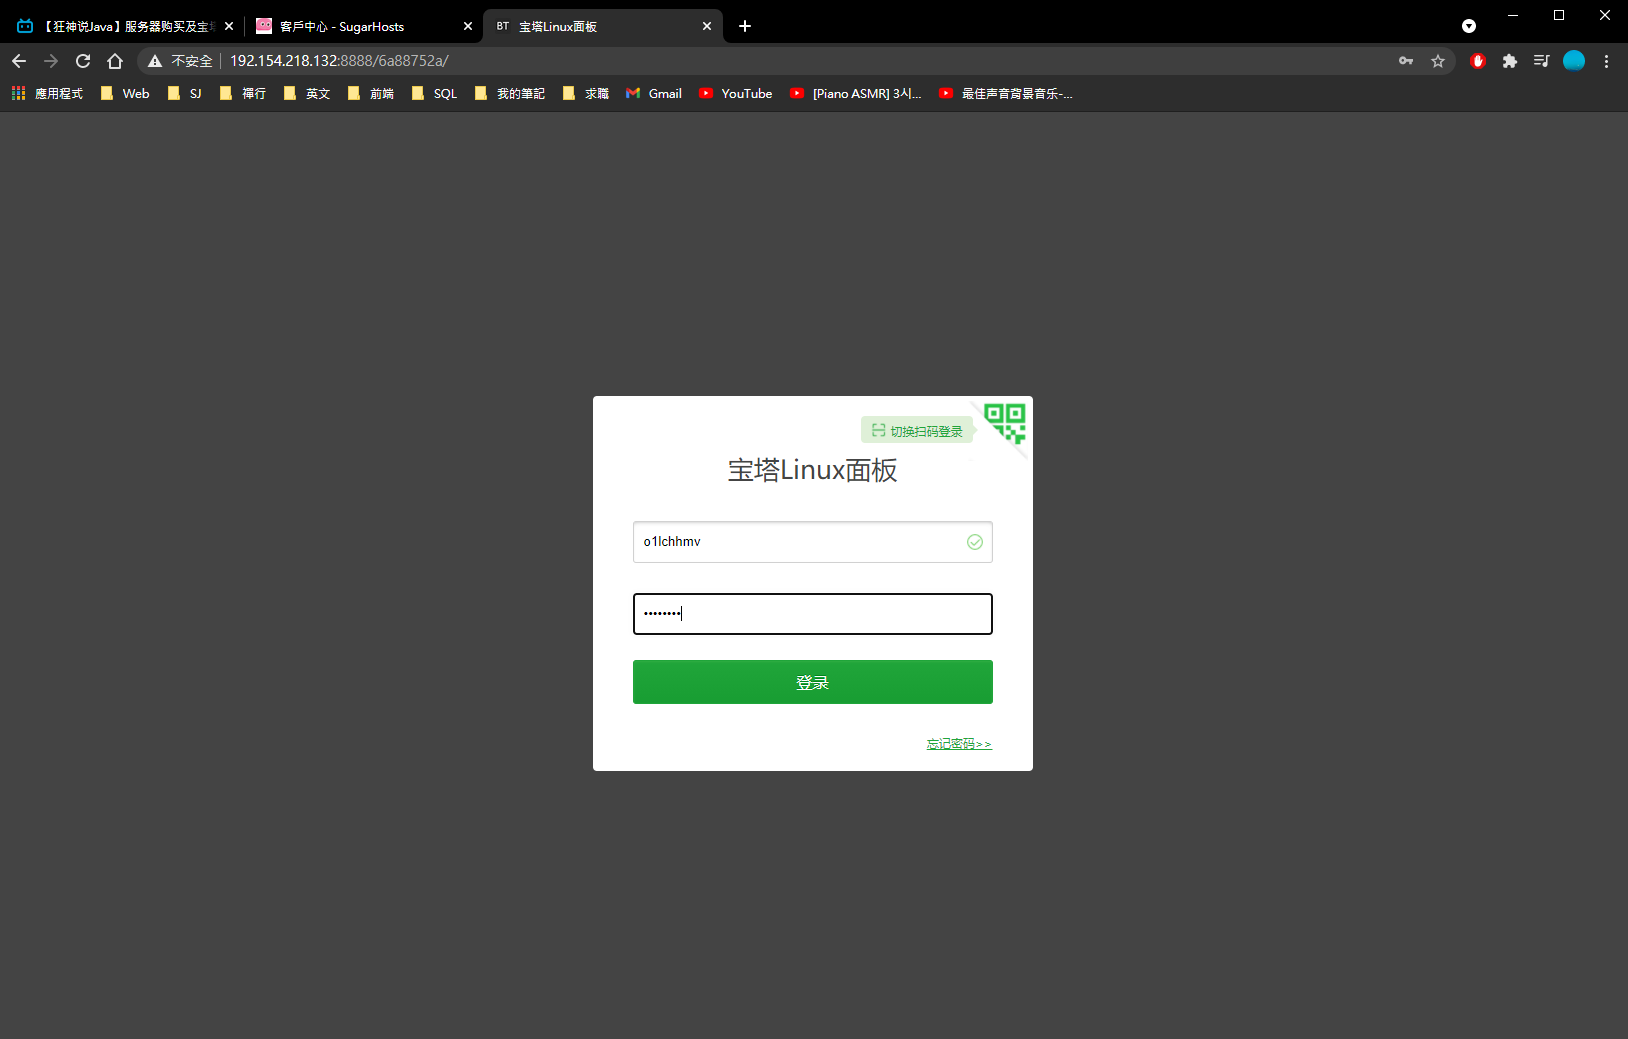 【狂神说Java】服务器购买及宝塔
客戶中心 - SugarHosts
BT 宝塔Linux面板
不安全 192.154.218.132:8888/6a88752a/
應用程式 Web SJ 禪行 英文 前端 SQL 我的筆記 求職 Gmail YouTube [Piano ASMR] 3시... 最佳声音背景音乐-...
切换扫码登录
宝塔Linux面板
o1lchhmv
••••••••
登录
忘记密码>>